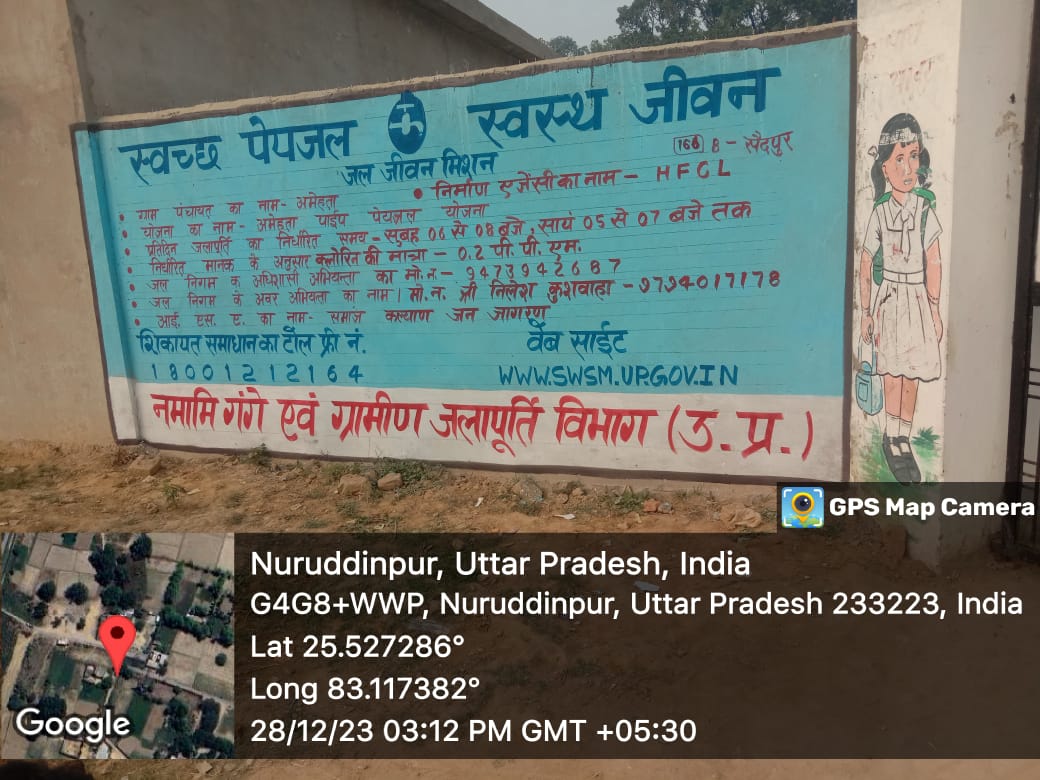 स्वच्छ पेयजल स्वस्थ जीवन
जल जीवन मिशन
166 B - सैदपुर
• ग्राम पंचायत का नाम- अमेहता
• निर्माण एजेंसी का नाम - HFCL
• योजना का नाम- अमेहता पाईप पेयजल योजना
• प्रतिदिन जलापूर्ति का निर्धारित समय - सुबह 06 से 08 बजे, सायं 05 से 07 बजे तक
• निर्धारित मानक के अनुसार क्लोरिन की मात्रा - 0.2 पी. पी. एम.
• जल निगम के अधिशासी अभियन्ता का मो.न. - 9473942687
• जल निगम के अवर अभियंता का नाम / मो.न. श्री निलेश कुशवाहा - 9794017178
• आई. एस. ए. का नाम- समाज कल्याण जन जागरण
शिकायत समाधान का टोल फ्री नं.
18001212164
वेब साईट
WWW.SWSM.UP.GOV.IN
नमामि गंगे एवं ग्रामीण जलापूर्ति विभाग (उ.प्र.)
GPS Map Camera
Nuruddinpur, Uttar Pradesh, India
G4G8+WWP, Nuruddinpur, Uttar Pradesh 233223, India
Lat 25.527286°
Long 83.117382°
28/12/23 03:12 PM GMT +05:30
Google